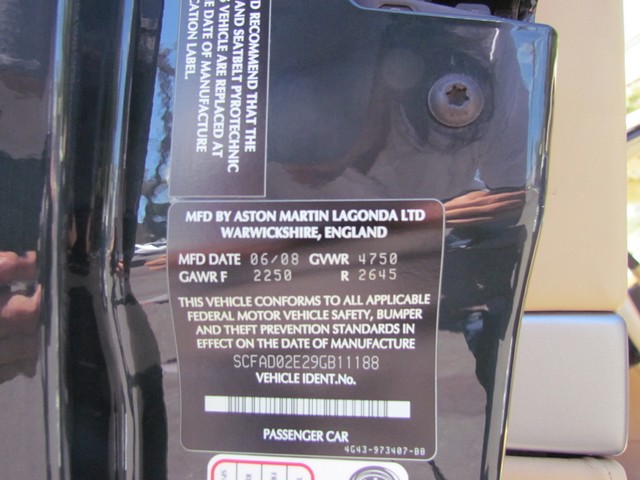 D RECOMMEND THAT THE
AND SEATBELT PYROTECHNIC
VEHICLE ARE REPLACED AT
E DATE OF MANUFACTURE
CATION LABEL.
MFD BY ASTON MARTIN LAGONDA LTD
WARWICKSHIRE, ENGLAND
MFD DATE 06/08 GVWR 4750
GAWR F 2250 R 2645
THIS VEHICLE CONFORMS TO ALL APPLICABLE
FEDERAL MOTOR VEHICLE SAFETY, BUMPER
AND THEFT PREVENTION STANDARDS IN
EFFECT ON THE DATE OF MANUFACTURE
SCFAD02E29GB11188
VEHICLE IDENT.No.
PASSENGER CAR
4G43-973407-BB